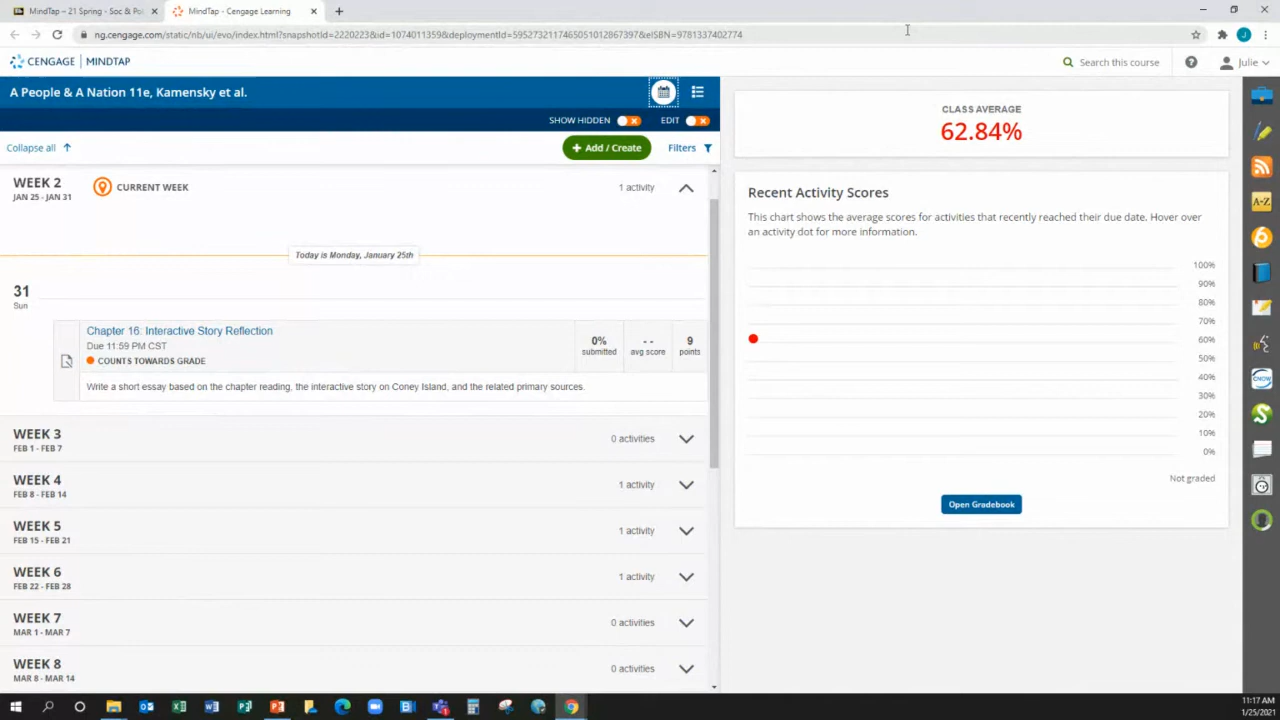 MindTap – 21 Spring - Soc & Po
MindTap - Cengage Learning
ng.cengage.com/static/nb/ui/evo/index.html?snapshotId=2220223&id=1074011359&deploymentId=5952732117465051012867397&eISBN=9781337402774
J
CENGAGE | MINDTAP
Search this course
Julie
A People & A Nation 11e, Kamensky et al.
SHOW HIDDEN
EDIT
Collapse all
+ Add / Create
Filters
WEEK 2
JAN 25 - JAN 31
CURRENT WEEK
1 activity
Today is Monday, January 25th
31
Sun
Chapter 16: Interactive Story Reflection
Due 11:59 PM CST
COUNTS TOWARDS GRADE
0%
submitted
- -
avg score
9
points
Write a short essay based on the chapter reading, the interactive story on Coney Island, and the related primary sources.
WEEK 3
FEB 1 - FEB 7
0 activities
WEEK 4
FEB 8 - FEB 14
1 activity
WEEK 5
FEB 15 - FEB 21
1 activity
WEEK 6
FEB 22 - FEB 28
1 activity
WEEK 7
MAR 1 - MAR 7
0 activities
WEEK 8
MAR 8 - MAR 14
0 activities
CLASS AVERAGE
62.84%
Recent Activity Scores
This chart shows the average scores for activities that recently reached their due date. Hover over
an activity dot for more information.
100%
90%
80%
70%
60%
50%
40%
30%
20%
10%
0%
Not graded
Open Gradebook
A-Z
CNOW
11:17 AM
1/25/2021